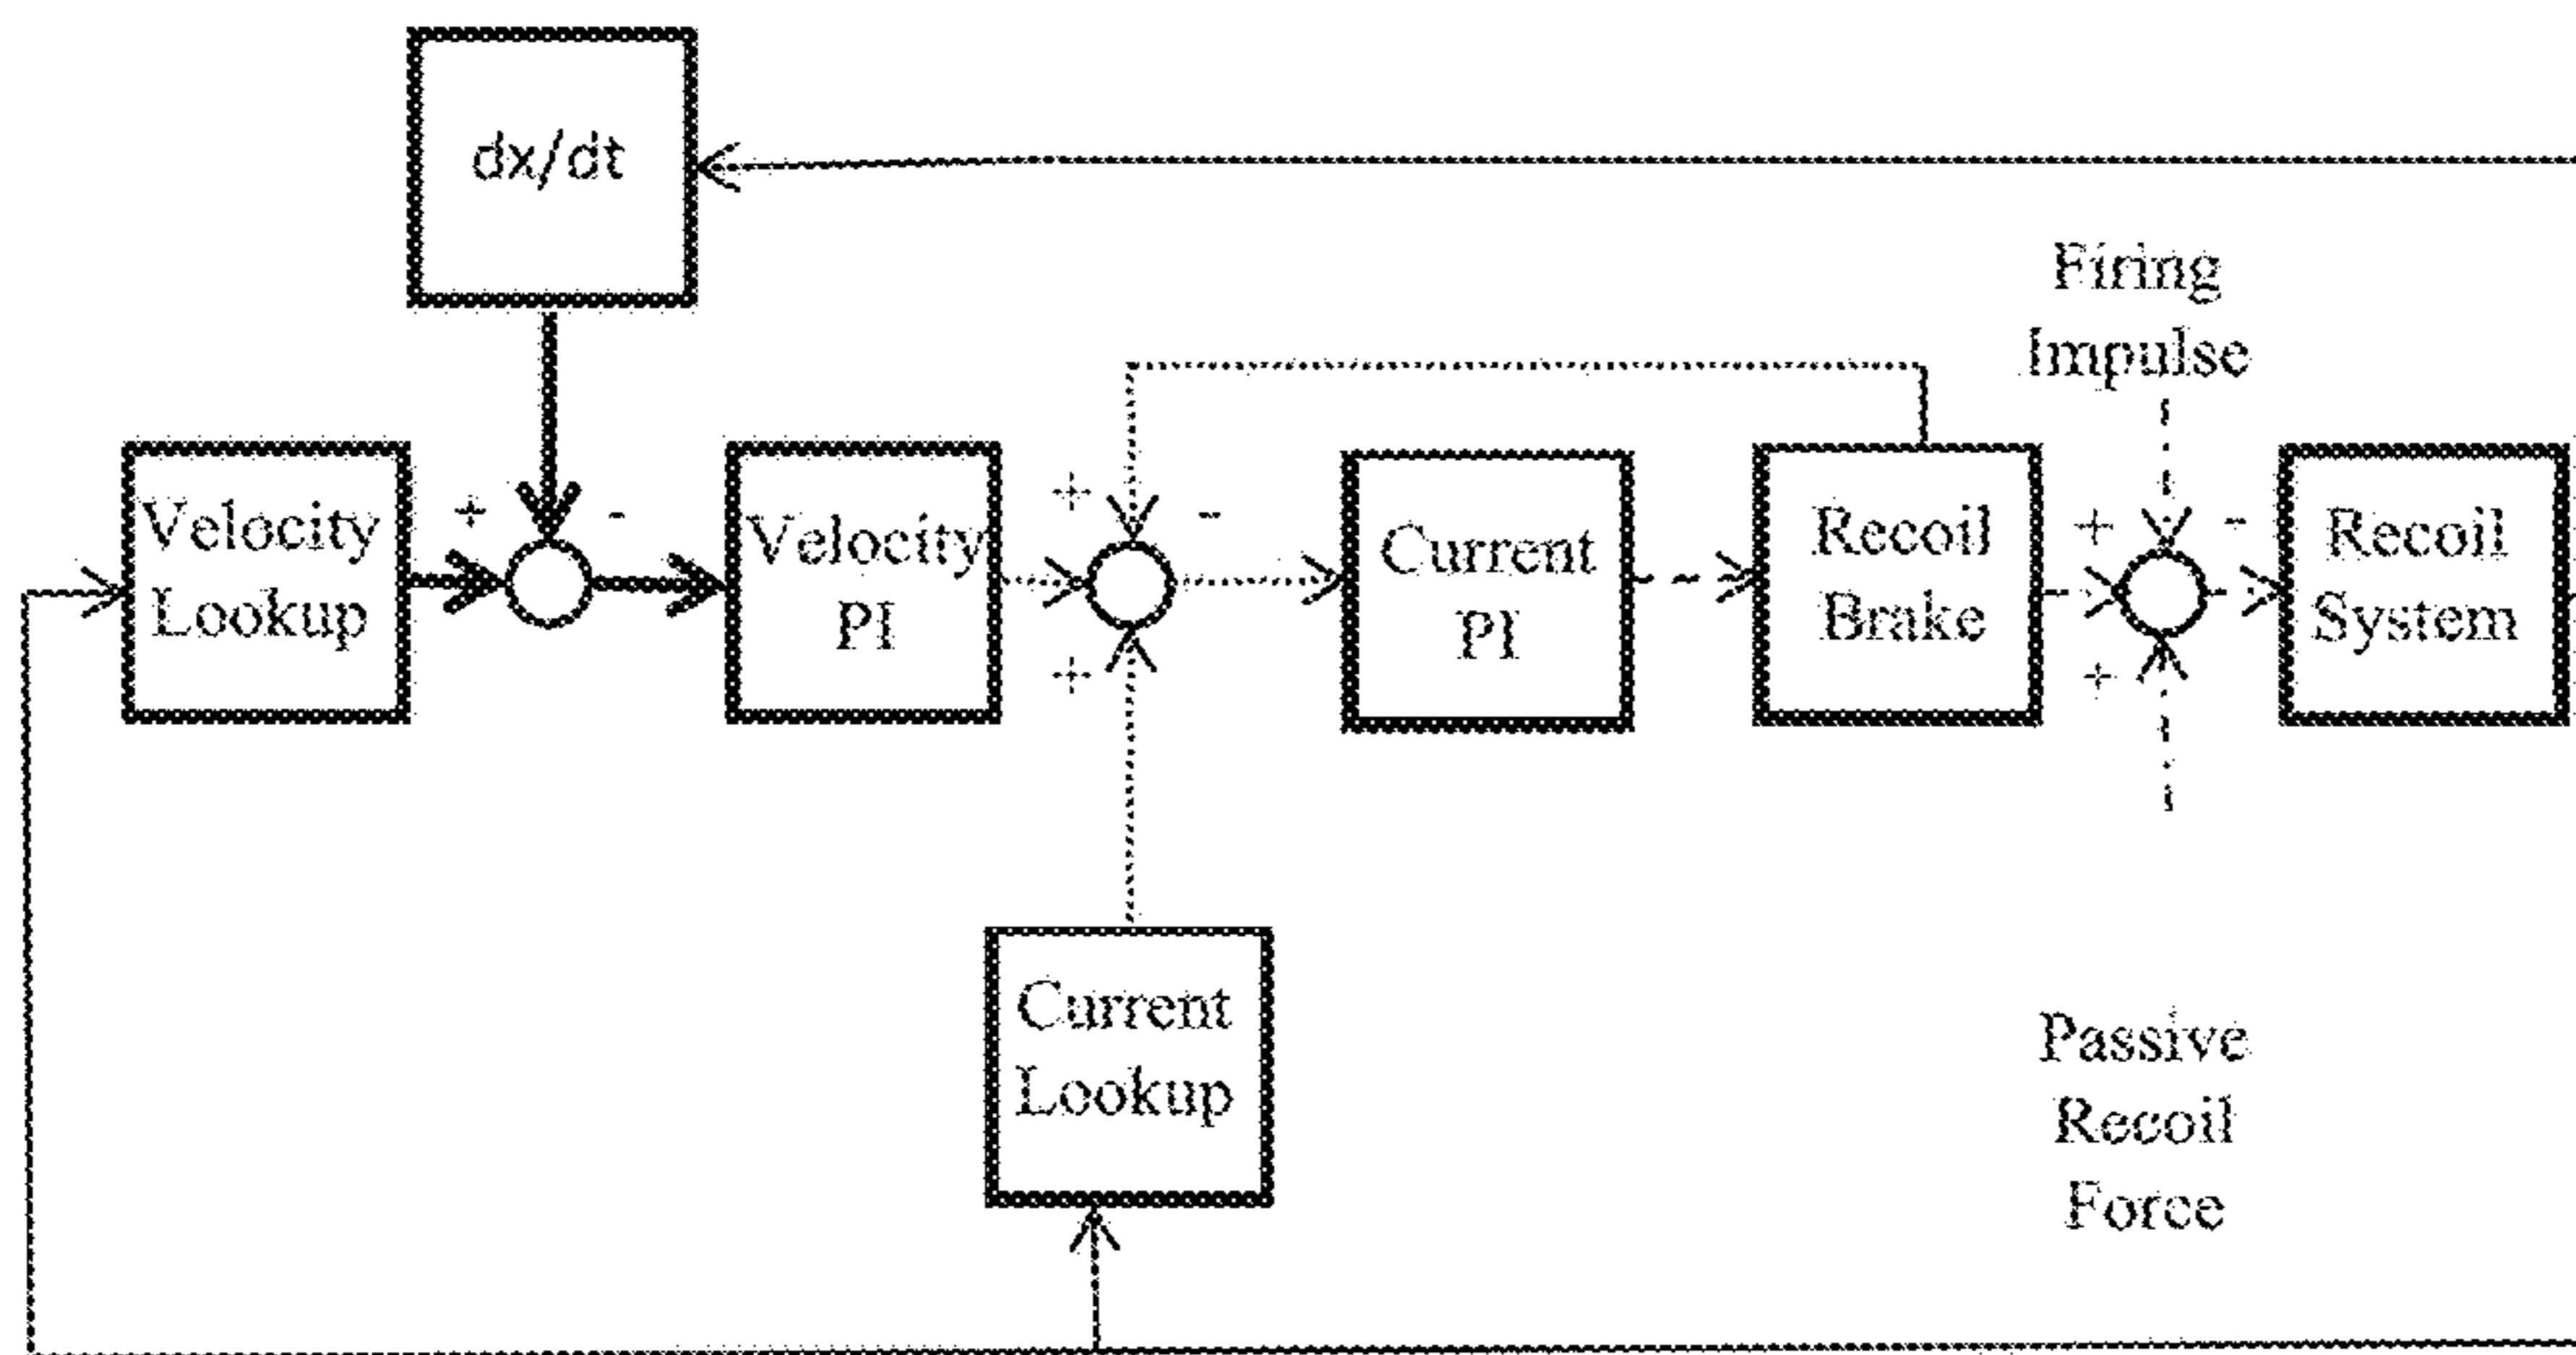 dx/dt
Firing
Impulse
Velocity
Lookup
+
-
Velocity
PI
+
-
+
Current
PI
Recoil
Brake
+
-
+
Recoil
System
Current
Lookup
Passive
Recoil
Force